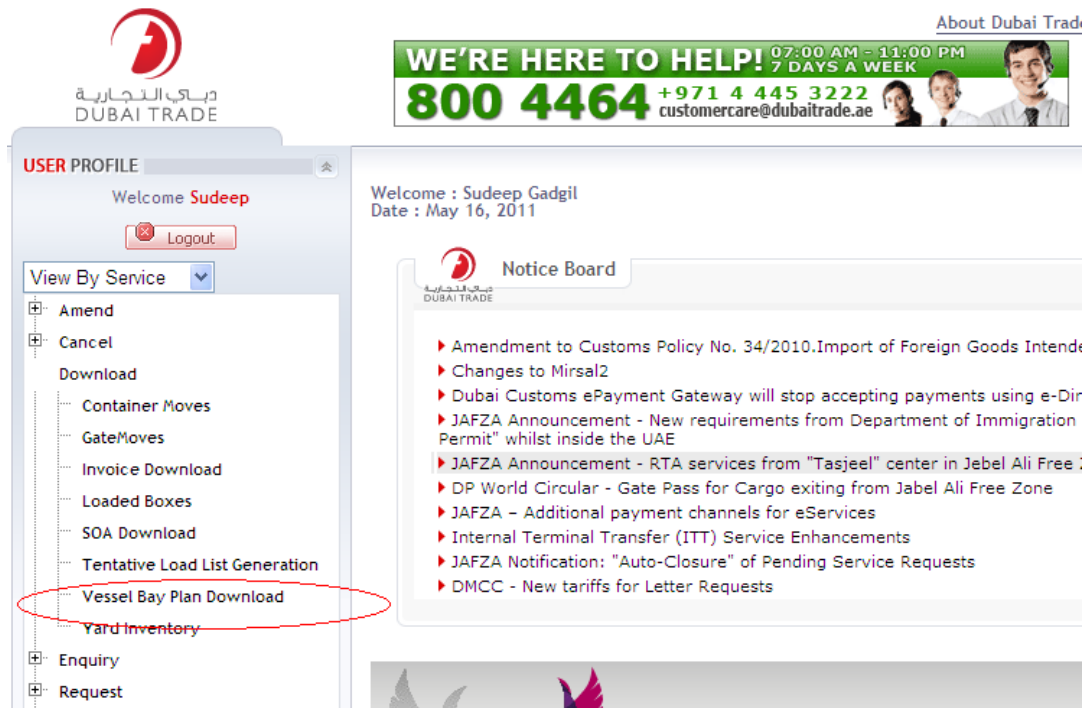 دبي التجارية
DUBAI TRADE
About Dubai Trade
WE'RE HERE TO HELP! 07:00 AM - 11:00 PM
7 DAYS A WEEK
800 4464 +971 4 445 3222
customercare@dubaitrade.ae
USER PROFILE
Welcome Sudeep
Logout
View By Service
Amend
Cancel
Download
Container Moves
GateMoves
Invoice Download
Loaded Boxes
SOA Download
Tentative Load List Generation
Vessel Bay Plan Download
Yard Inventory
Enquiry
Request
Welcome : Sudeep Gadgil
Date : May 16, 2011
دبي التجارية
DUBAI TRADE
Notice Board
Amendment to Customs Policy No. 34/2010.Import of Foreign Goods Intende
Changes to Mirsal2
Dubai Customs ePayment Gateway will stop accepting payments using e-Dir
JAFZA Announcement - New requirements from Department of Immigration
Permit" whilst inside the UAE
JAFZA Announcement - RTA services from "Tasjeel" center in Jebel Ali Free
DP World Circular - Gate Pass for Cargo exiting from Jabel Ali Free Zone
JAFZA – Additional payment channels for eServices
Internal Terminal Transfer (ITT) Service Enhancements
JAFZA Notification: "Auto-Closure" of Pending Service Requests
DMCC - New tariffs for Letter Requests